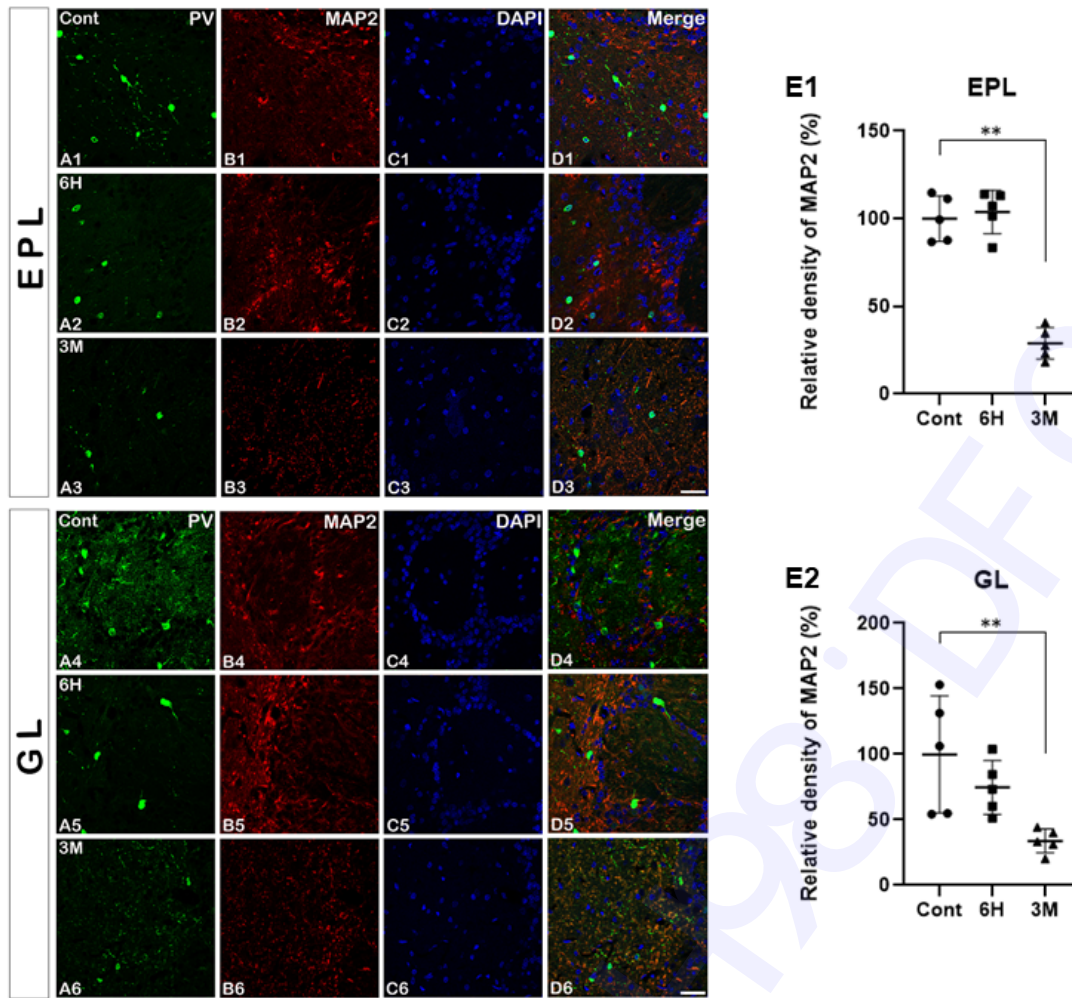 EPL
Cont PV
A1
MAP2
B1
DAPI
C1
Merge
D1
6H
A2
B2
C2
D2
3M
A3
B3
C3
D3
GL
Cont PV
A4
MAP2
B4
DAPI
C4
Merge
D4
6H
A5
B5
C5
D5
3M
A6
B6
C6
D6
E1
EPL
Relative density of MAP2 (%)
150
100
50
0
**
Cont 6H 3M
E2
GL
Relative density of MAP2 (%)
200
150
100
50
0
**
Cont 6H 3M